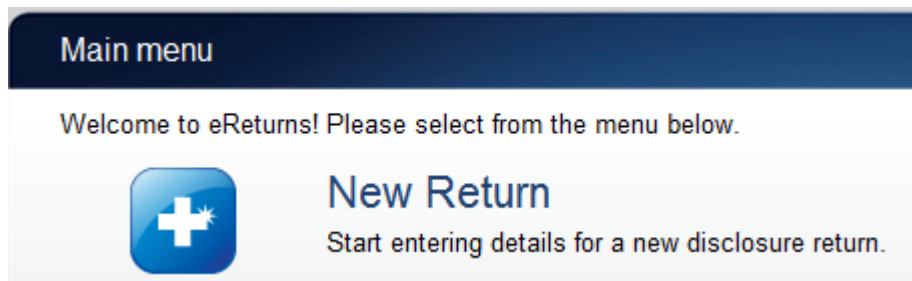 Main menu
Welcome to eReturns! Please select from the menu below.
New Return
Start entering details for a new disclosure return.